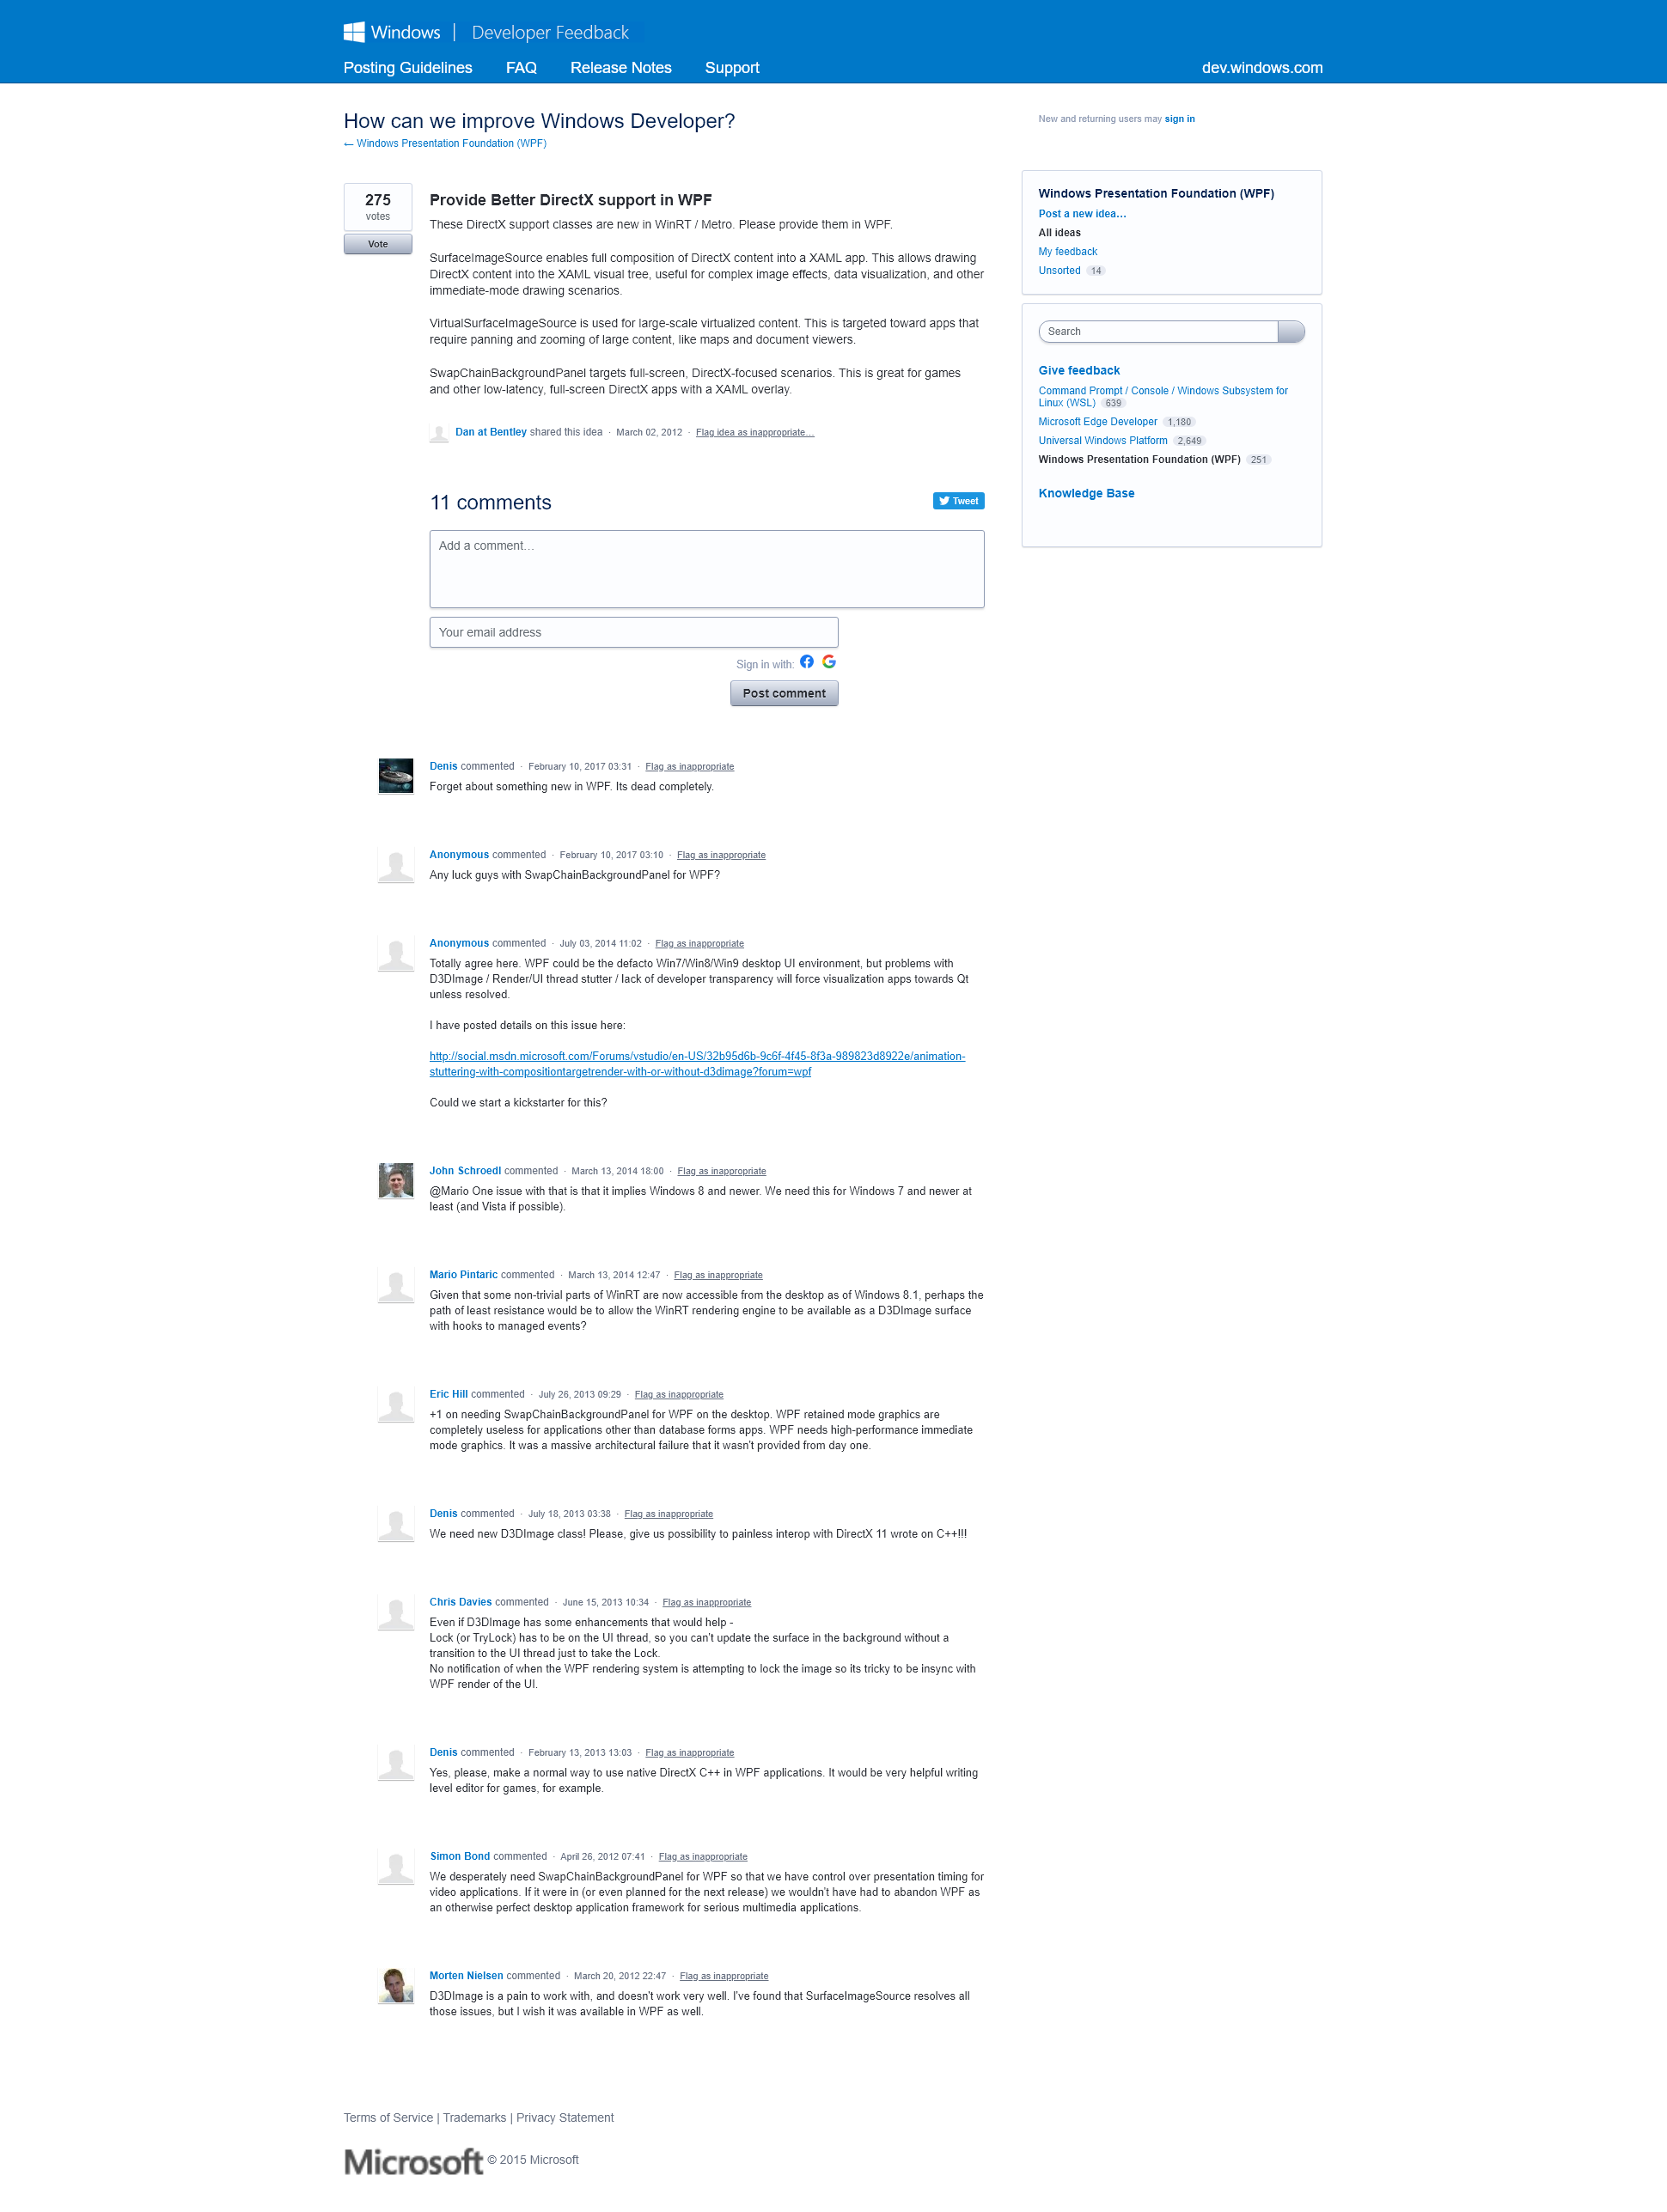 Windows | Developer Feedback
Posting Guidelines FAQ Release Notes Support dev.windows.com
How can we improve Windows Developer?
← Windows Presentation Foundation (WPF)
New and returning users may sign in
275
votes
Vote
Provide Better DirectX support in WPF
These DirectX support classes are new in WinRT / Metro. Please provide them in WPF.
SurfaceImageSource enables full composition of DirectX content into a XAML app. This allows drawing
DirectX content into the XAML visual tree, useful for complex image effects, data visualization, and other
immediate-mode drawing scenarios.
VirtualSurfaceImageSource is used for large-scale virtualized content. This is targeted toward apps that
require panning and zooming of large content, like maps and document viewers.
SwapChainBackgroundPanel targets full-screen, DirectX-focused scenarios. This is great for games
and other low-latency, full-screen DirectX apps with a XAML overlay.
Dan at Bentley shared this idea · March 02, 2012 · Flag idea as inappropriate…
11 comments
Tweet
Add a comment…
Your email address
Sign in with:
Post comment
Denis commented · February 10, 2017 03:31 · Flag as inappropriate
Forget about something new in WPF. Its dead completely.
Anonymous commented · February 10, 2017 03:10 · Flag as inappropriate
Any luck guys with SwapChainBackgroundPanel for WPF?
Anonymous commented · July 03, 2014 11:02 · Flag as inappropriate
Totally agree here. WPF could be the defacto Win7/Win8/Win9 desktop UI environment, but problems with
D3DImage / Render/UI thread stutter / lack of developer transparency will force visualization apps towards Qt
unless resolved.
I have posted details on this issue here:
http://social.msdn.microsoft.com/Forums/vstudio/en-US/32b95d6b-9c6f-4f45-8f3a-989823d8922e/animation-
stuttering-with-compositiontargetrender-with-or-without-d3dimage?forum=wpf
Could we start a kickstarter for this?
John Schroedl commented · March 13, 2014 18:00 · Flag as inappropriate
@Mario One issue with that is that it implies Windows 8 and newer. We need this for Windows 7 and newer at
least (and Vista if possible).
Mario Pintaric commented · March 13, 2014 12:47 · Flag as inappropriate
Given that some non-trivial parts of WinRT are now accessible from the desktop as of Windows 8.1, perhaps the
path of least resistance would be to allow the WinRT rendering engine to be available as a D3DImage surface
with hooks to managed events?
Eric Hill commented · July 26, 2013 09:29 · Flag as inappropriate
+1 on needing SwapChainBackgroundPanel for WPF on the desktop. WPF retained mode graphics are
completely useless for applications other than database forms apps. WPF needs high-performance immediate
mode graphics. It was a massive architectural failure that it wasn't provided from day one.
Denis commented · July 18, 2013 03:38 · Flag as inappropriate
We need new D3DImage class! Please, give us possibility to painless interop with DirectX 11 wrote on C++!!!
Chris Davies commented · June 15, 2013 10:34 · Flag as inappropriate
Even if D3DImage has some enhancements that would help -
Lock (or TryLock) has to be on the UI thread, so you can't update the surface in the background without a
transition to the UI thread just to take the Lock.
No notification of when the WPF rendering system is attempting to lock the image so its tricky to be insync with
WPF render of the UI.
Denis commented · February 13, 2013 13:03 · Flag as inappropriate
Yes, please, make a normal way to use native DirectX C++ in WPF applications. It would be very helpful writing
level editor for games, for example.
Simon Bond commented · April 26, 2012 07:41 · Flag as inappropriate
We desperately need SwapChainBackgroundPanel for WPF so that we have control over presentation timing for
video applications. If it were in (or even planned for the next release) we wouldn't have had to abandon WPF as
an otherwise perfect desktop application framework for serious multimedia applications.
Morten Nielsen commented · March 20, 2012 22:47 · Flag as inappropriate
D3DImage is a pain to work with, and doesn't work very well. I've found that SurfaceImageSource resolves all
those issues, but I wish it was available in WPF as well.
Windows Presentation Foundation (WPF)
Post a new idea…
All ideas
My feedback
Unsorted 14
Search
Give feedback
Command Prompt / Console / Windows Subsystem for
Linux (WSL) 639
Microsoft Edge Developer 1,180
Universal Windows Platform 2,649
Windows Presentation Foundation (WPF) 251
Knowledge Base
Terms of Service | Trademarks | Privacy Statement
Microsoft © 2015 Microsoft